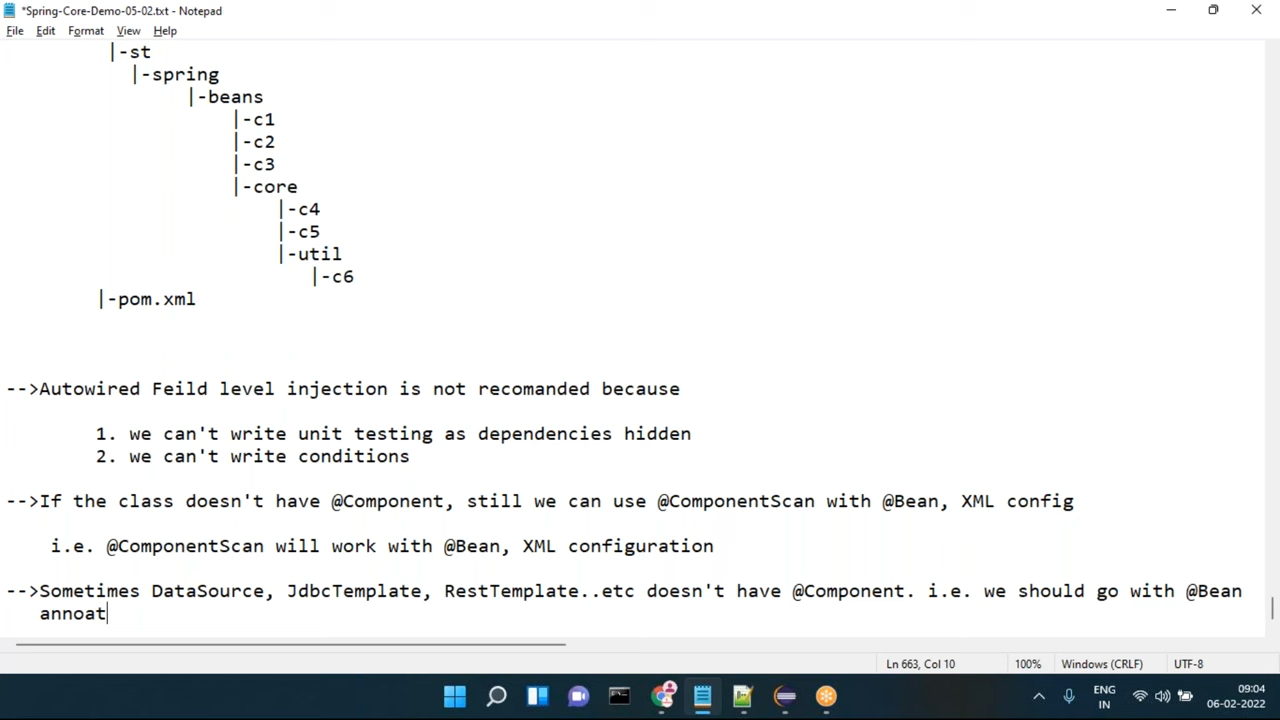 *Spring-Core-Demo-05-02.txt - Notepad
File Edit Format View Help
|-st
|-spring
|-beans
|-c1
|-c2
|-c3
|-core
|-c4
|-c5
|-util
|-c6
|-pom.xml
-->Autowired Feild level injection is not recomanded because
1. we can't write unit testing as dependencies hidden
2. we can't write conditions
-->If the class doesn't have @Component, still we can use @ComponentScan with @Bean, XML config
i.e. @ComponentScan will work with @Bean, XML configuration
-->Sometimes DataSource, JdbcTemplate, RestTemplate..etc doesn't have @Component. i.e. we should go with @Bean
annoat
Ln 663, Col 10 100% Windows (CRLF) UTF-8
ENG 09:04
IN 06-02-2022